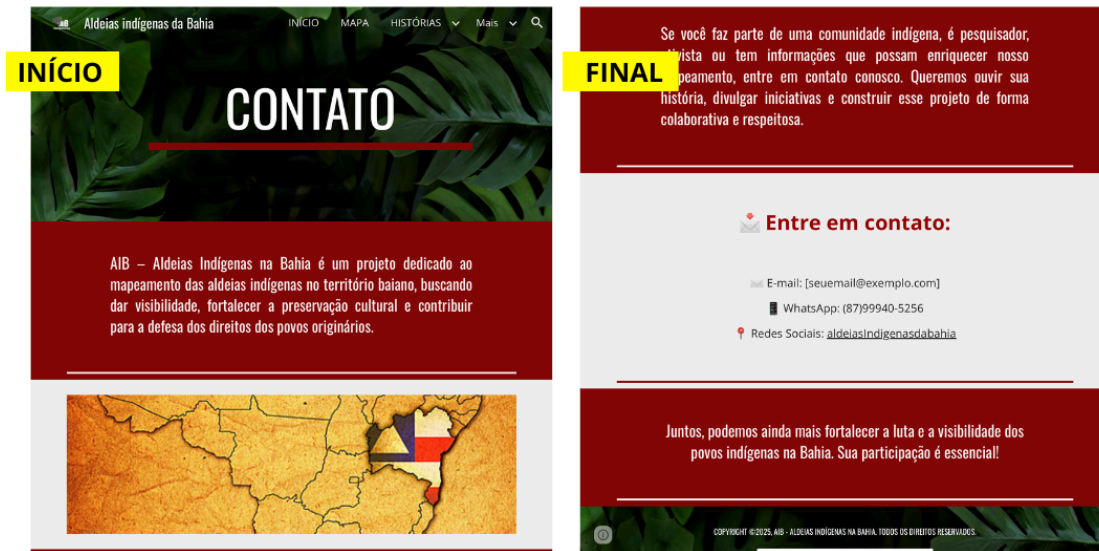 AIB Aldeias indígenas da Bahia INÍCIO MAPA HISTÓRIAS Mais
INÍCIO
CONTATO
AIB – Aldeias Indígenas na Bahia é um projeto dedicado ao
mapeamento das aldeias indígenas no território baiano, buscando
dar visibilidade, fortalecer a preservação cultural e contribuir
para a defesa dos direitos dos povos originários.
Se você faz parte de uma comunidade indígena, é pesquisador,
ou tem informações que possam enriquecer nosso
FINAL
entre em contato conosco. Queremos ouvir sua
história, divulgar iniciativas e construir esse projeto de forma
colaborativa e respeitosa.
Entre em contato:
E-mail: [seuemail@exemplo.com]
WhatsApp: (87)99940-5256
Redes Sociais: aldeiasIndigenasdabahia
Juntos, podemos ainda mais fortalecer a luta e a visibilidade dos
povos indígenas na Bahia. Sua participação é essencial!
COPYRIGHT ©2025, AIB - ALDEIAS INDÍGENAS NA BAHIA. TODOS OS DIREITOS RESERVADOS.